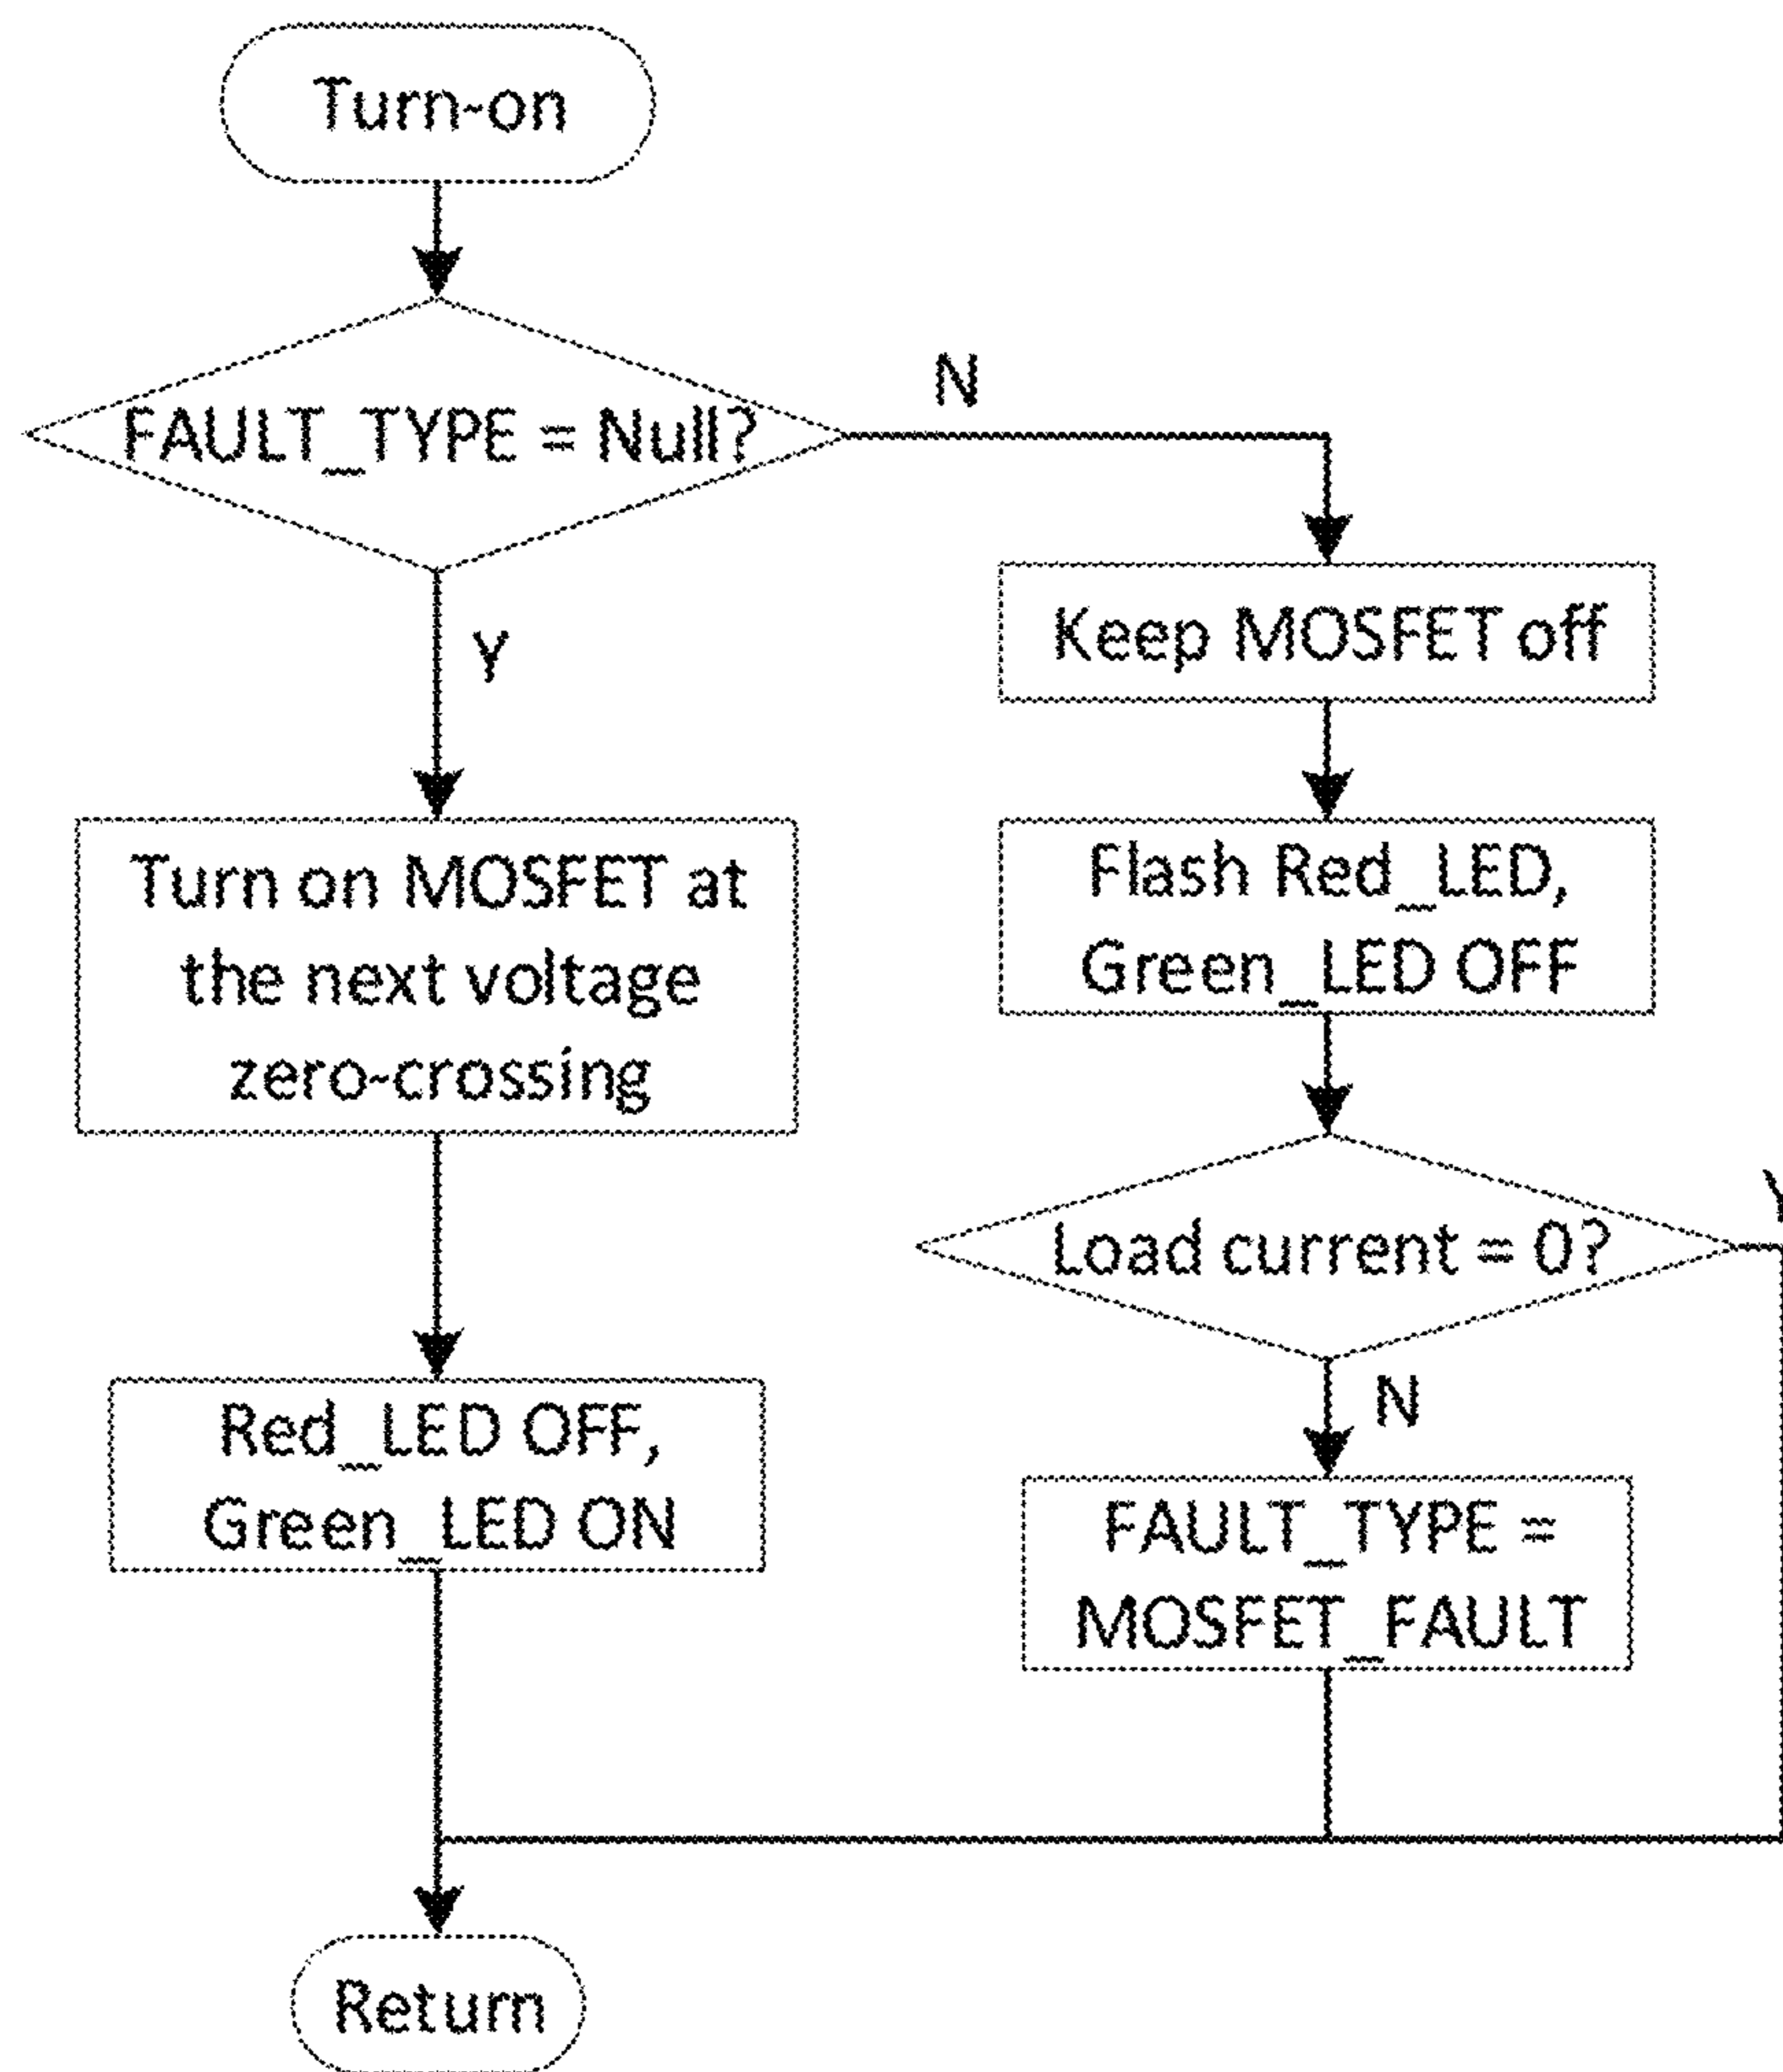 Turn-on
FAULT_TYPE = Null?
N
Y
Keep MOSFET off
Turn on MOSFET at
the next voltage
zero-crossing
Flash Red_LED,
Green_LED OFF
Load current = 0?
Y
N
Red_LED OFF,
Green_LED ON
FAULT_TYPE =
MOSFET_FAULT
Return